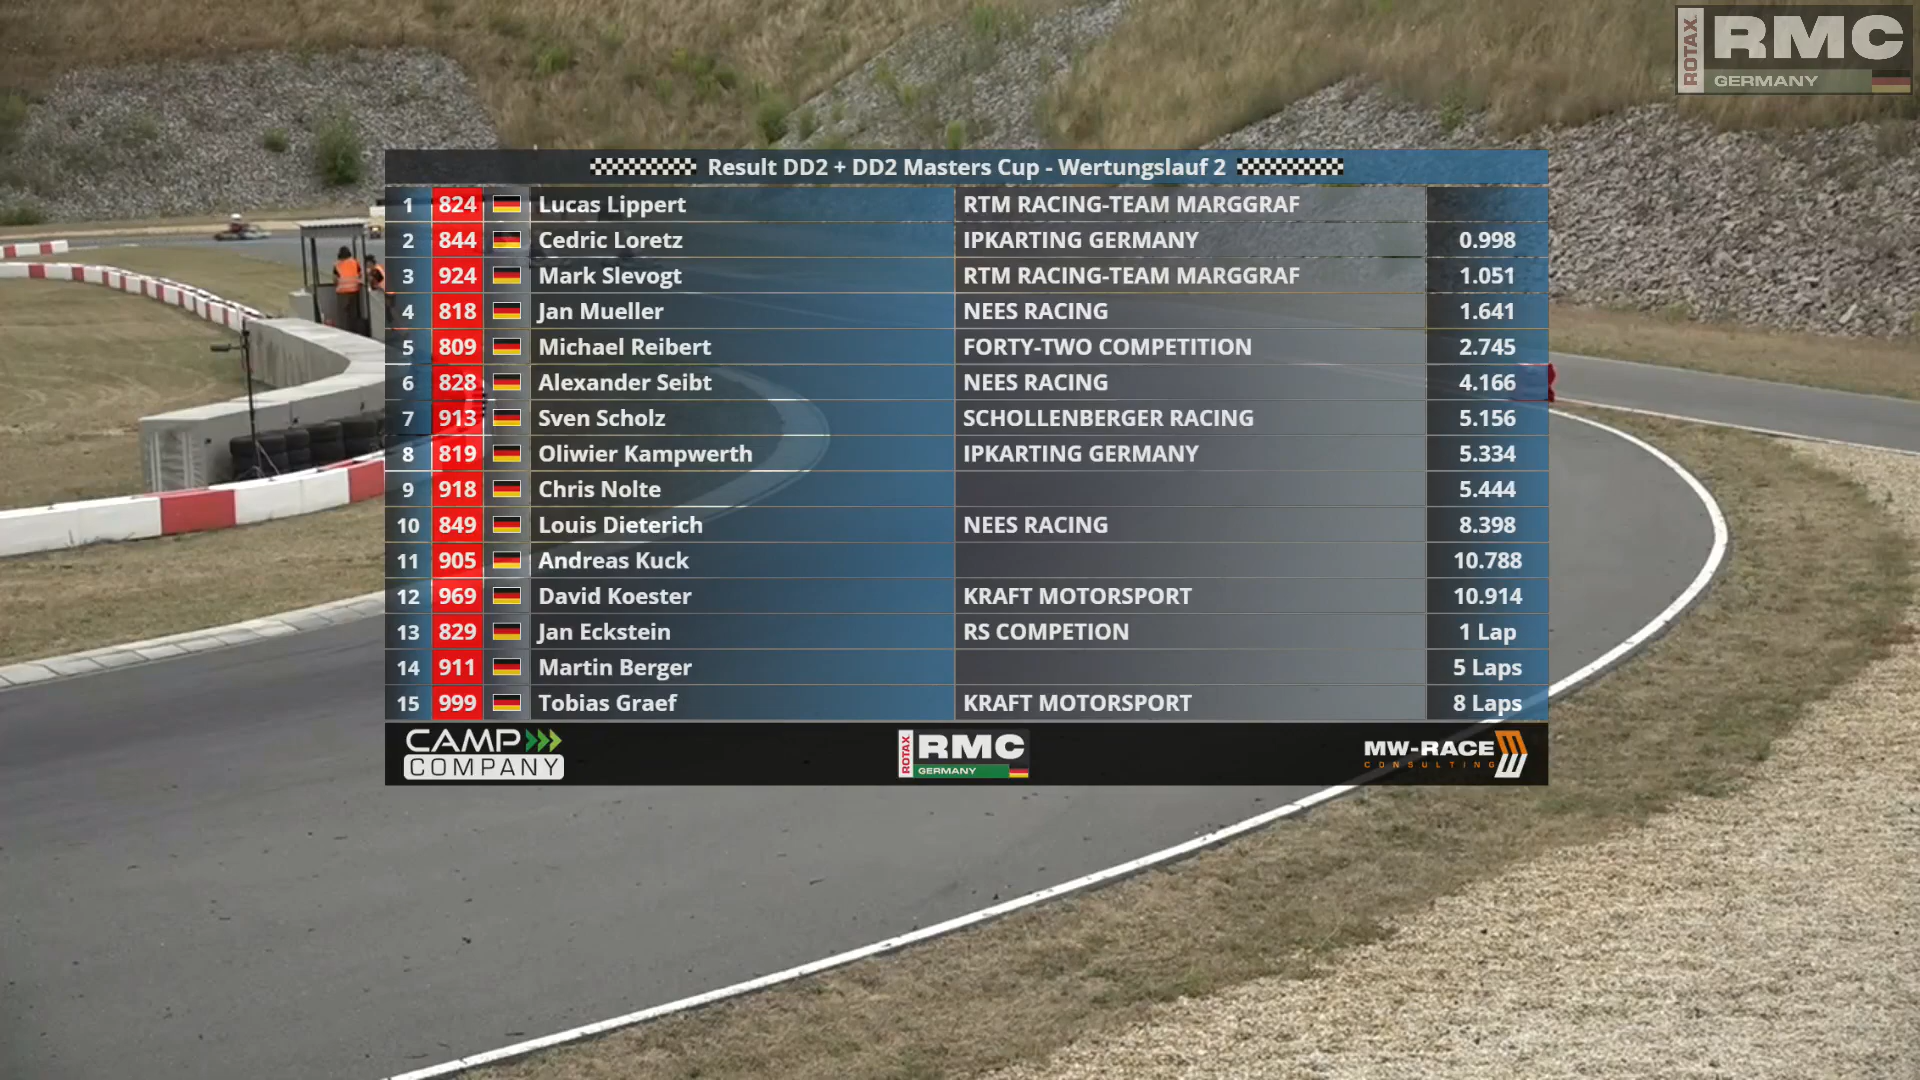 ROTAX RMC
GERMANY
Result DD2 + DD2 Masters Cup - Wertungslauf 2
1 824 Lucas Lippert RTM RACING-TEAM MARGGRAF
2 844 Cedric Loretz IPKARTING GERMANY 0.998
3 924 Mark Slevogt RTM RACING-TEAM MARGGRAF 1.051
4 818 Jan Mueller NEES RACING 1.641
5 809 Michael Reibert FORTY-TWO COMPETITION 2.745
6 828 Alexander Seibt NEES RACING 4.166
7 913 Sven Scholz SCHOLLENBERGER RACING 5.156
8 819 Oliwier Kampwerth IPKARTING GERMANY 5.334
9 918 Chris Nolte 5.444
10 849 Louis Dieterich NEES RACING 8.398
11 905 Andreas Kuck 10.788
12 969 David Koester KRAFT MOTORSPORT 10.914
13 829 Jan Eckstein RS COMPETION 1 Lap
14 911 Martin Berger 5 Laps
15 999 Tobias Graef KRAFT MOTORSPORT 8 Laps
CAMP
COMPANY
ROTAX RMC
GERMANY
MW-RACE
CONSULTING